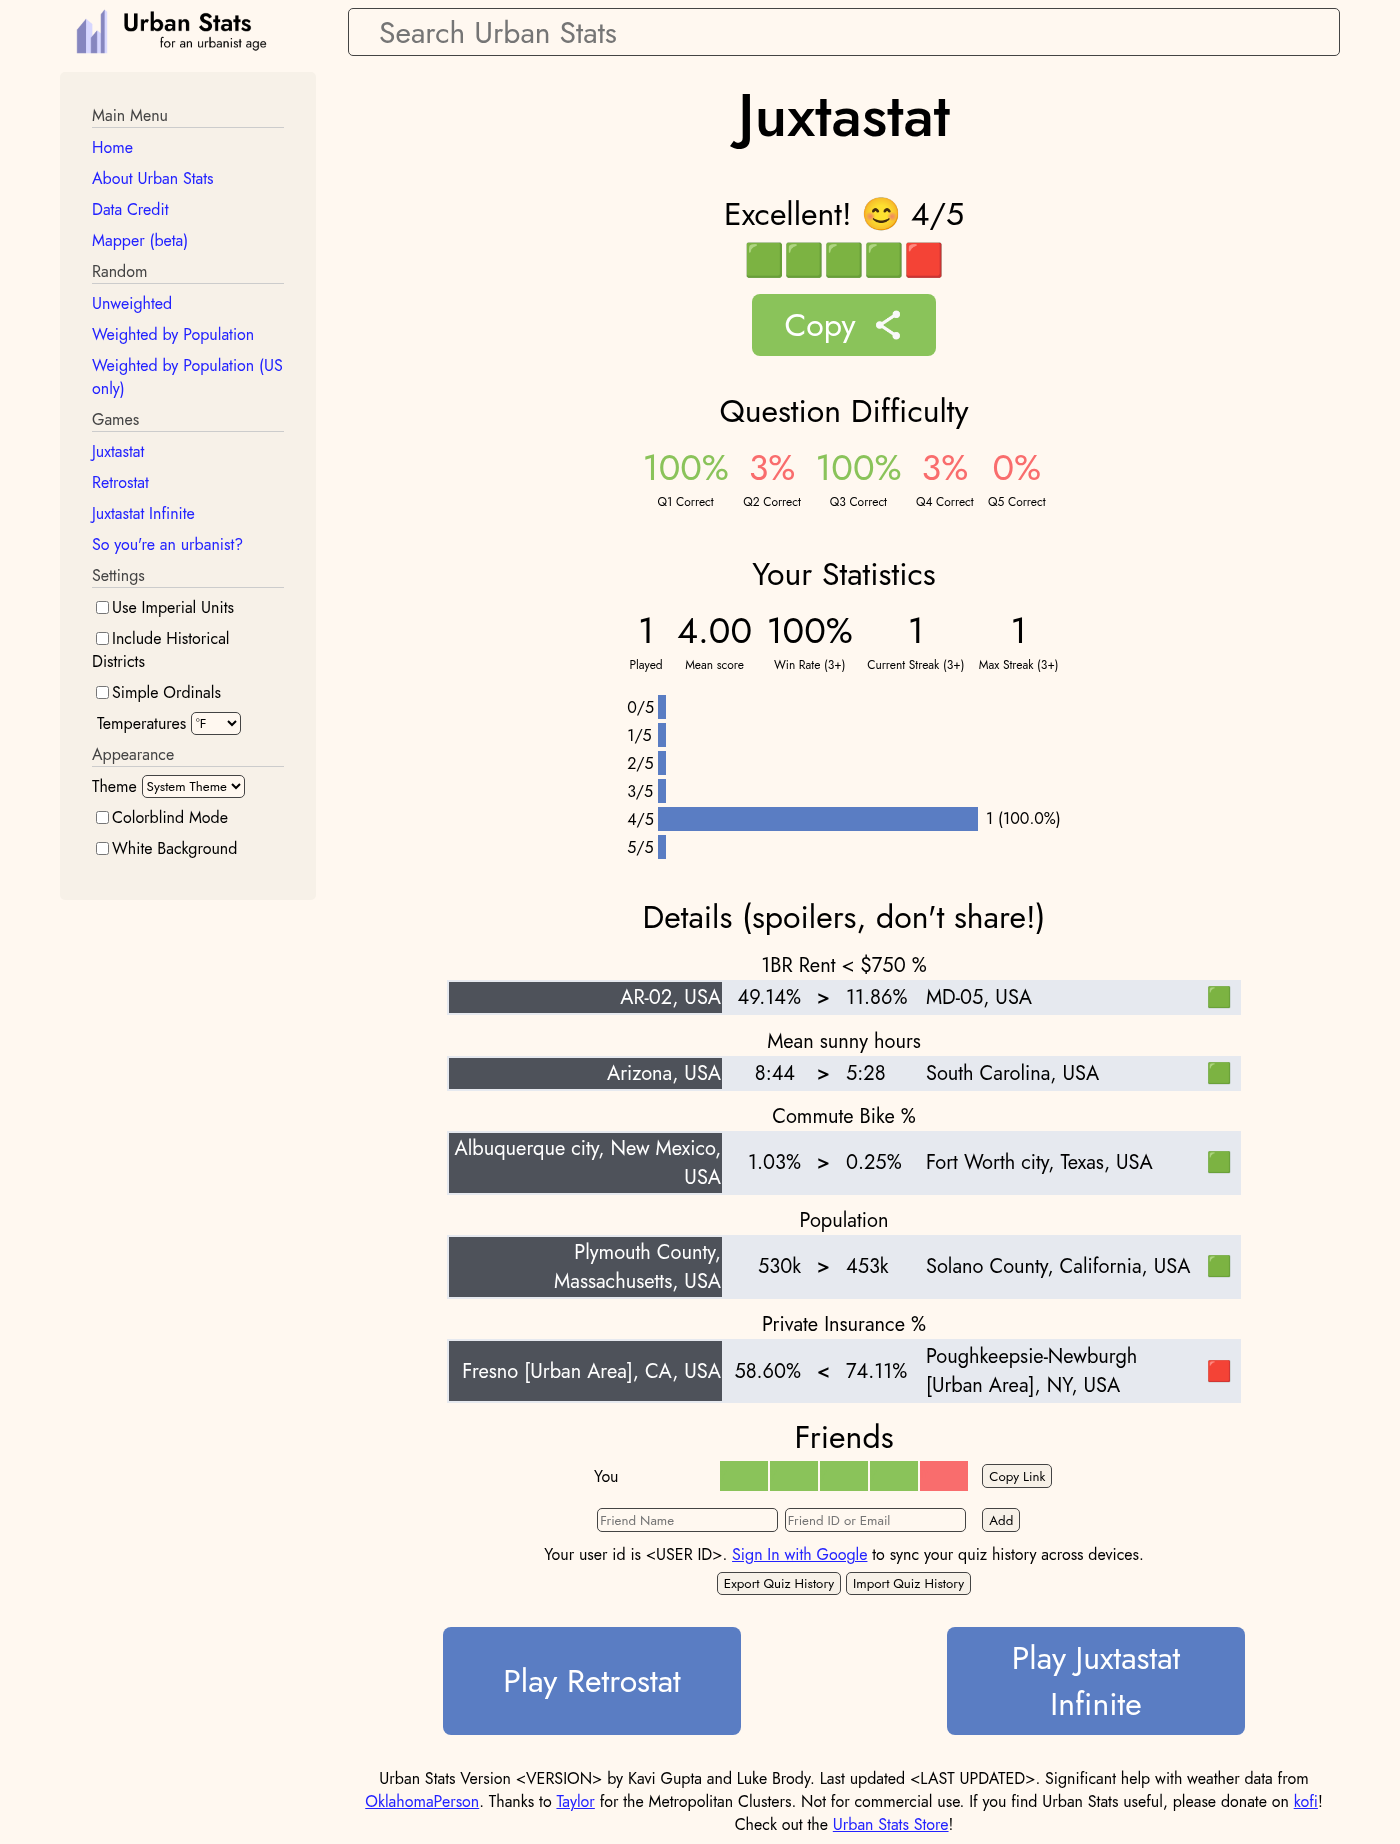 Urban Stats
for an urbanist age
Search Urban Stats
Main Menu
Home
About Urban Stats
Data Credit
Mapper (beta)
Random
Unweighted
Weighted by Population
Weighted by Population (US
only)
Games
Juxtastat
Retrostat
Juxtastat Infinite
So you're an urbanist?
Settings
Use Imperial Units
Include Historical
Districts
Simple Ordinals
Temperatures °F
Appearance
Theme System Theme
Colorblind Mode
White Background
Juxtastat
Excellent! 😊 4/5
🟩🟩🟩🟩🟥
Copy
Question Difficulty
100% 3% 100% 3% 0%
Q1 Correct Q2 Correct Q3 Correct Q4 Correct Q5 Correct
Your Statistics
1 4.00 100% 1 1
Played Mean score Win Rate (3+) Current Streak (3+) Max Streak (3+)
0/5
1/5
2/5
3/5
4/5 1 (100.0%)
5/5
Details (spoilers, don't share!)
1BR Rent < $750 %
AR-02, USA 49.14% > 11.86% MD-05, USA 🟩
Mean sunny hours
Arizona, USA 8:44 > 5:28 South Carolina, USA 🟩
Commute Bike %
Albuquerque city, New Mexico,
USA 1.03% > 0.25% Fort Worth city, Texas, USA 🟩
Population
Plymouth County,
Massachusetts, USA 530k > 453k Solano County, California, USA 🟩
Private Insurance %
Fresno [Urban Area], CA, USA 58.60% < 74.11% Poughkeepsie-Newburgh
[Urban Area], NY, USA 🟥
Friends
You Copy Link
Friend Name Friend ID or Email Add
Your user id is <USER ID>. Sign In with Google to sync your quiz history across devices.
Export Quiz History Import Quiz History
Play Retrostat
Play Juxtastat
Infinite
Urban Stats Version <VERSION> by Kavi Gupta and Luke Brody. Last updated <LAST UPDATED>. Significant help with weather data from
OklahomaPerson. Thanks to Taylor for the Metropolitan Clusters. Not for commercial use. If you find Urban Stats useful, please donate on kofi!
Check out the Urban Stats Store!